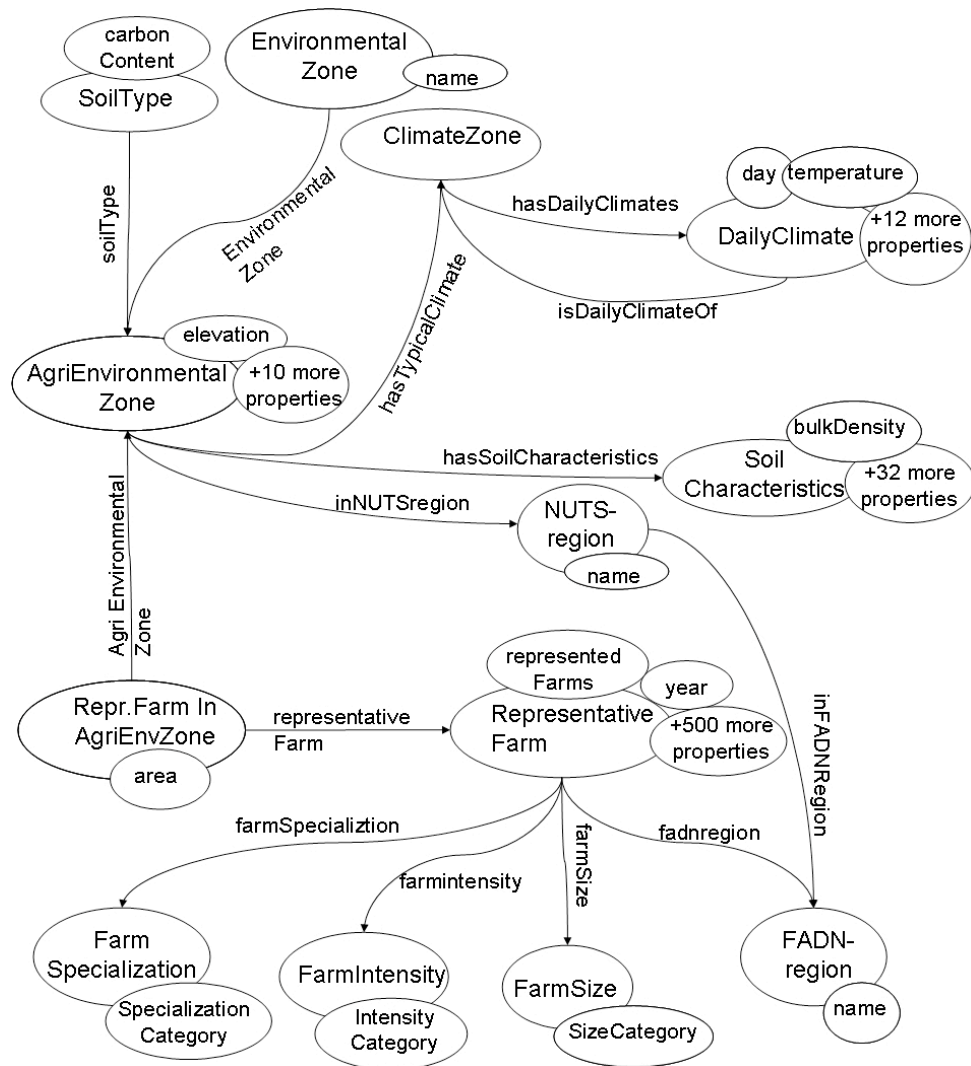 carbon
Content
SoilType
Environmental
Zone
name
ClimateZone
day
temperature
hasDailyClimates
DailyClimate
+12 more
properties
isDailyClimateOf
soilType
Environmental
Zone
hasTypicalClimate
elevation
AgriEnvironmental
Zone
+10 more
properties
bulkDensity
hasSoilCharacteristics
Soil
Characteristics
+32 more
properties
inNUTSregion
NUTS-
region
name
Agri Environmental
Zone
represented
Farms
year
Repr.Farm In
AgriEnvZone
area
representative
Farm
Representative
Farm
+500 more
properties
inFADNRegion
farmSpecializtion
farmintensity
farmSize
fadnregion
Farm
Specialization
Specialization
Category
FarmIntensity
Intensity
Category
FarmSize
SizeCategory
FADN-
region
name